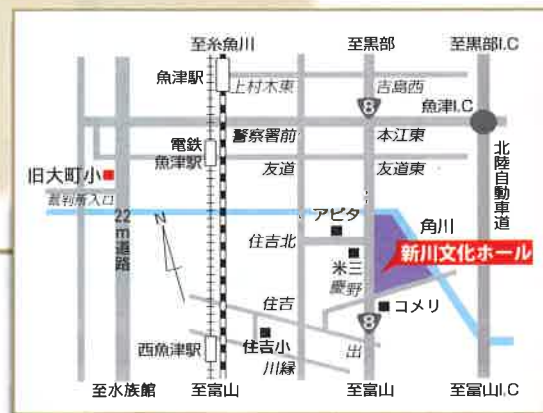 至糸魚川 至黒部 至黒部I.C
魚津駅
上村木東 吉島西
8
魚津I.C
電鉄
魚津駅
警察署前 本江東
友道 友道東
北陸自動車道
旧大町小
裁判所入口
22m道路
N
アピタ
角川
住吉北
新川文化ホール
米三
慶野
住吉
コメリ
8
西魚津駅
住吉小
川縁
出
至水族館 至富山 至富山 至富山I.C